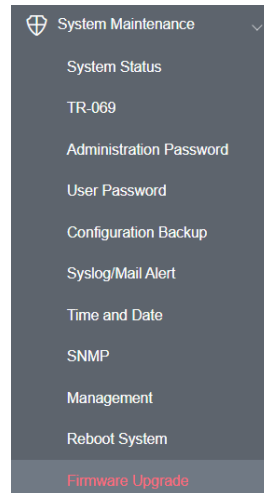 System Maintenance
System Status
TR-069
Administration Password
User Password
Configuration Backup
Syslog/Mail Alert
Time and Date
SNMP
Management
Reboot System
Firmware Upgrade